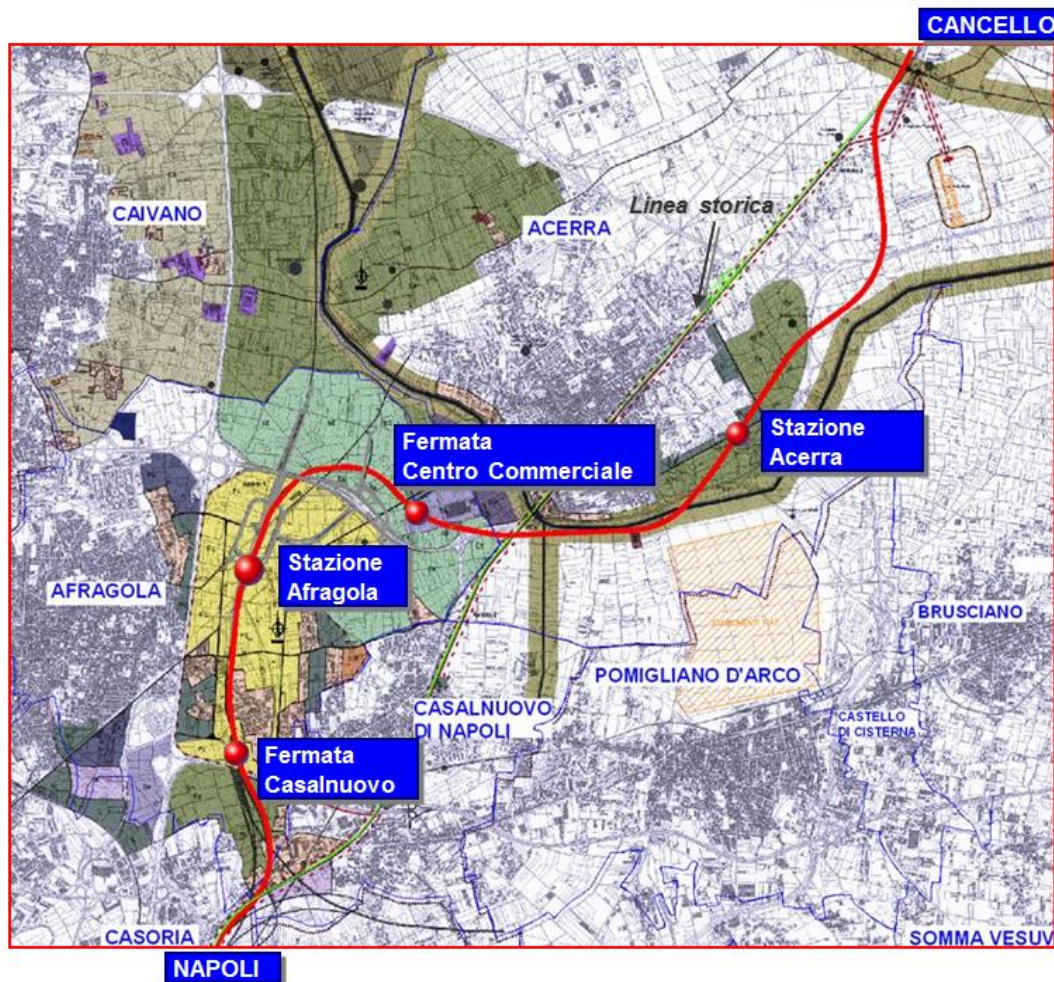 CANCELLO
CAIVANO
ACERRA
Linea storica
Fermata
Centro Commerciale
Stazione
Acerra
AFRAGOLA
Stazione
Afragola
BRUSCIANO
POMIGLIANO D'ARCO
CASALNUOVO
DI NAPOLI
CASTELLO
DI CISTERNA
Fermata
Casalnuovo
CASORIA
SOMMA VESUV
NAPOLI